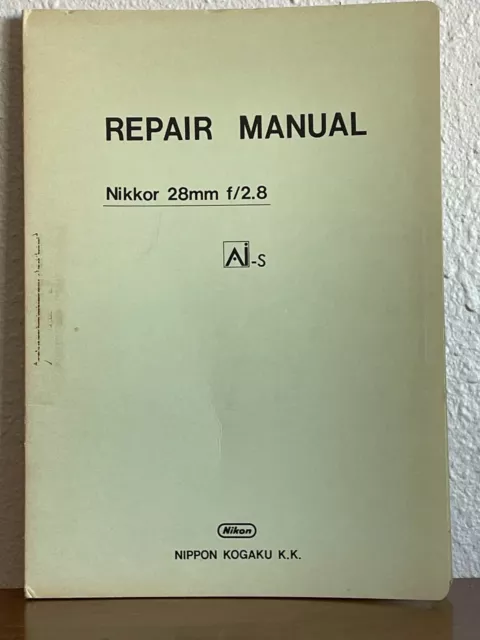 REPAIR MANUAL
Nikkor 28mm f/2.8
Ai-s
Nikon
NIPPON KOGAKU K.K.